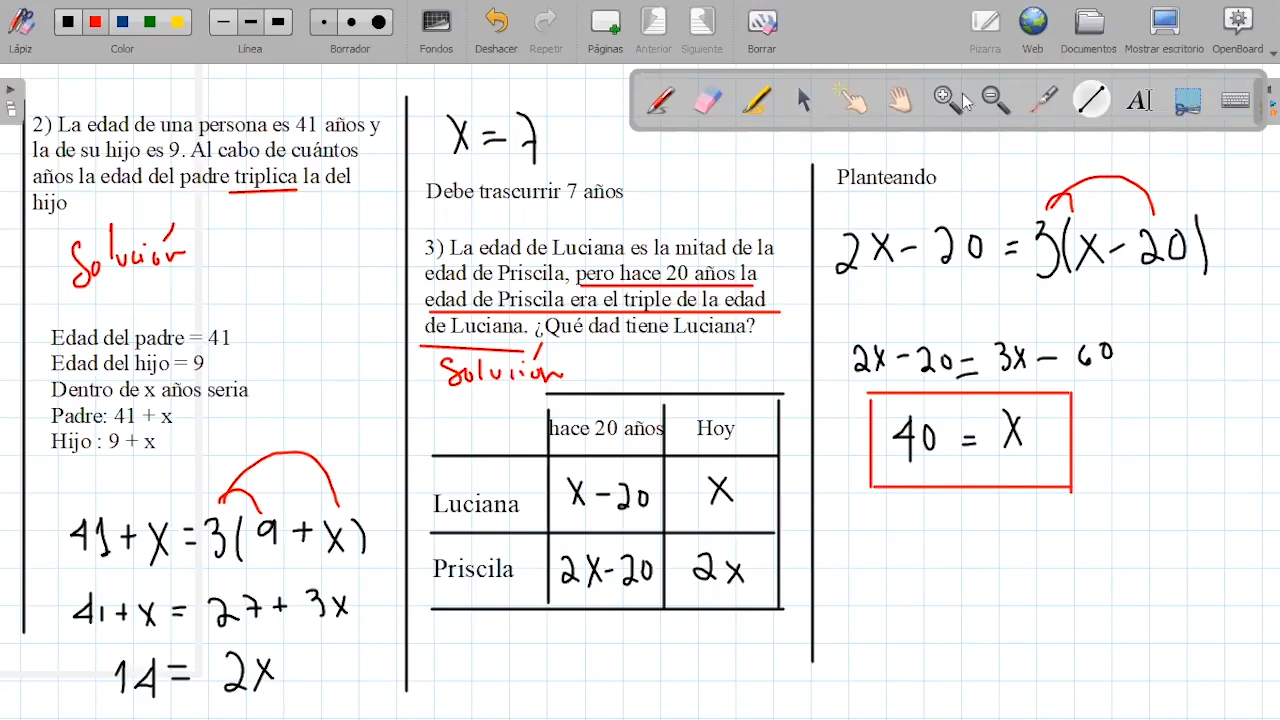 Lápiz
Color
Línea
Borrador
Fondos
Deshacer
Repetir
Páginas
Anterior
Siguiente
Borrar
Pizarra
Web
Documentos
Mostrar escritorio
OpenBoard
AI
2) La edad de una persona es 41 años y
la de su hijo es 9. Al cabo de cuántos
años la edad del padre triplica la del
hijo
Solución
Edad del padre = 41
Edad del hijo = 9
Dentro de x años seria
Padre: 41 + x
Hijo : 9 + x
41 + x = 3(9 + x)
41 + x = 27 + 3x
14 = 2x
x = 7
Debe trascurrir 7 años
3) La edad de Luciana es la mitad de la
edad de Priscila, pero hace 20 años la
edad de Priscila era el triple de la edad
de Luciana. ¿Qué dad tiene Luciana?
Solución
hace 20 años Hoy
Luciana x - 20 x
Priscila 2x - 20 2x
Planteando
2x - 20 = 3(x - 20)
2x - 20 = 3x - 60
40 = x